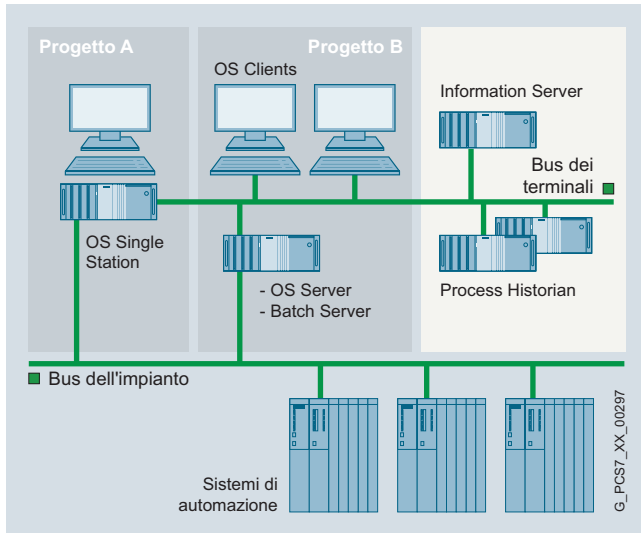 Progetto A
Progetto B
OS Clients
Information Server
Bus dei
terminali
OS Single
Station
- OS Server
- Batch Server
Process Historian
Bus dell'impianto
Sistemi di
automazione
G_PCS7_XX_00297